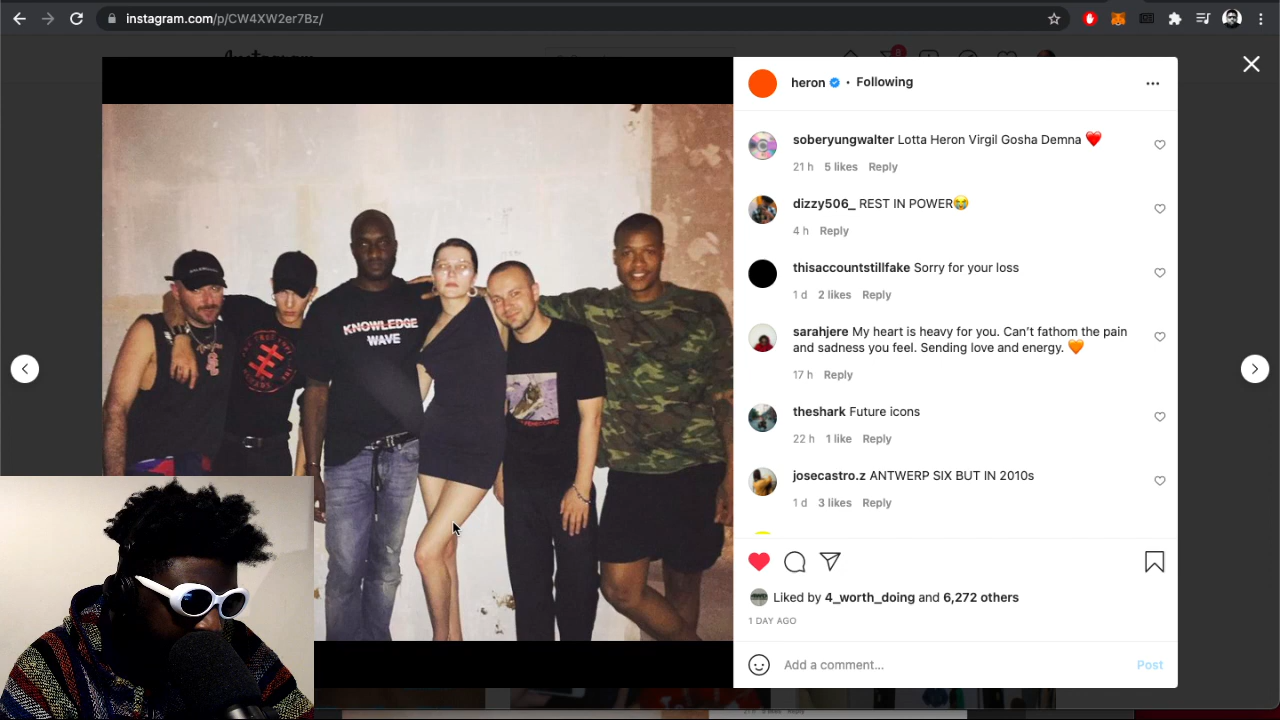 instagram.com/p/CW4XW2er7Bz/
Instagram
8
heron • Following
soberyungwalter Lotta Heron Virgil Gosha Demna ❤️
21 h 5 likes Reply
dizzy506_ REST IN POWER😭
4 h Reply
thisaccountstillfake Sorry for your loss
1 d 2 likes Reply
sarahjere My heart is heavy for you. Can't fathom the pain
and sadness you feel. Sending love and energy. 🧡
17 h Reply
theshark Future icons
22 h 1 like Reply
josecastro.z ANTWERP SIX BUT IN 2010s
1 d 3 likes Reply
Liked by 4_worth_doing and 6,272 others
1 DAY AGO
Add a comment... Post
KNOWLEDGE
WAVE